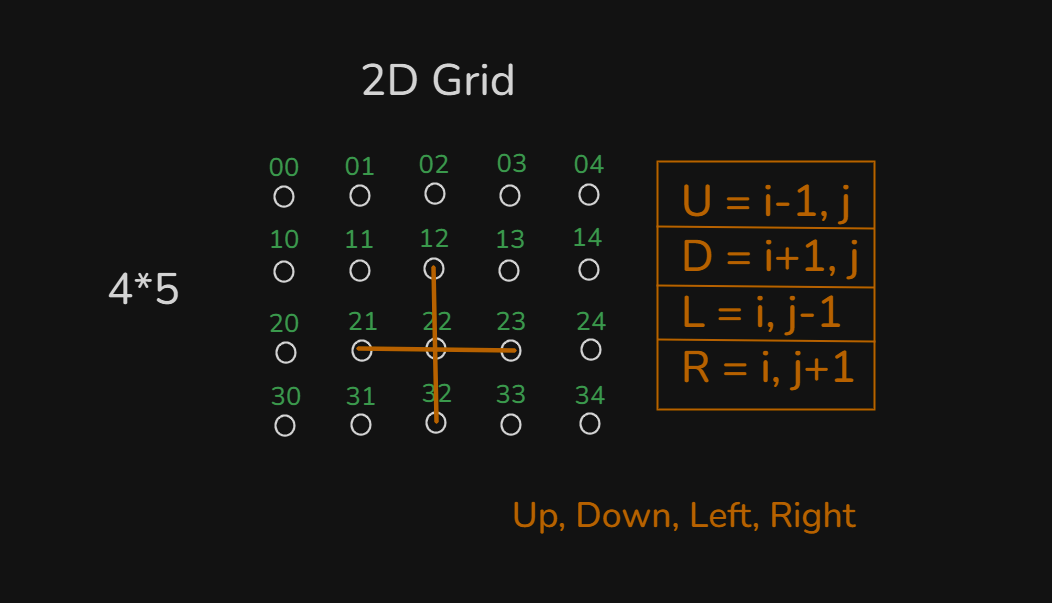 2D Grid
00 01 02 03 04
10 11 12 13 14
20 21 22 23 24
30 31 32 33 34
4*5
U = i-1, j
D = i+1, j
L = i, j-1
R = i, j+1
Up, Down, Left, Right